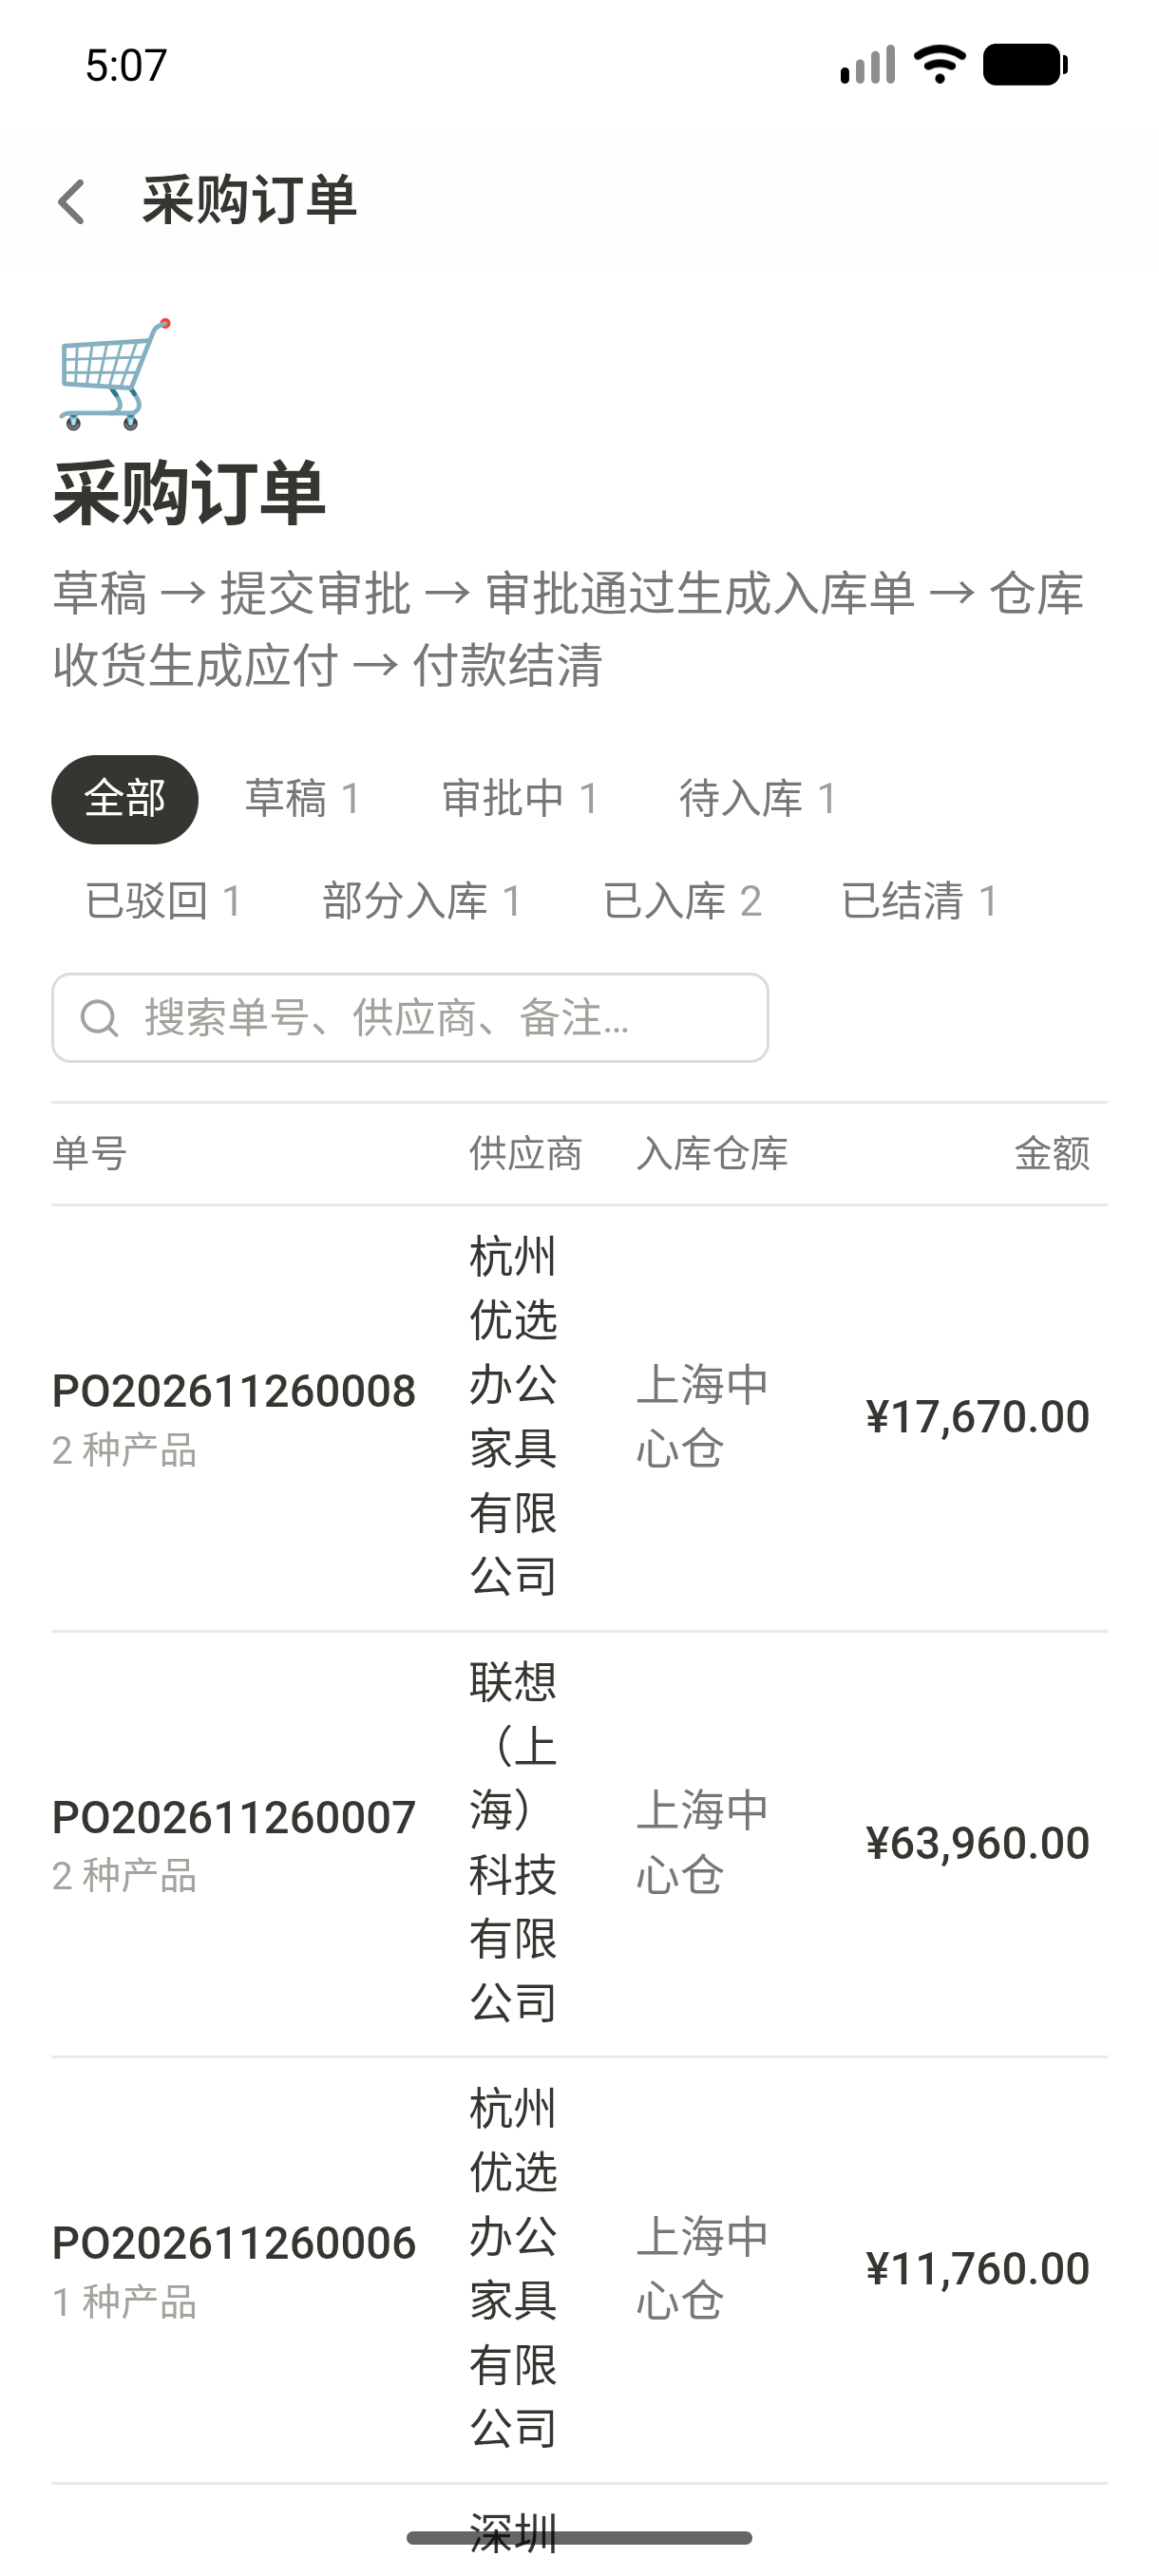 5:07
采购订单
采购订单
草稿 → 提交审批 → 审批通过生成入库单 → 仓库
收货生成应付 → 付款结清
全部 草稿 1 审批中 1 待入库 1
已驳回 1 部分入库 1 已入库 2 已结清 1
搜索单号、供应商、备注...
单号 供应商 入库仓库 金额
PO202611260008
2 种产品
杭州
优选
办公
家具
有限
公司
上海中
心仓
¥17,670.00
PO202611260007
2 种产品
联想
（上
海）
科技
有限
公司
上海中
心仓
¥63,960.00
PO202611260006
1 种产品
杭州
优选
办公
家具
有限
公司
上海中
心仓
¥11,760.00
深圳